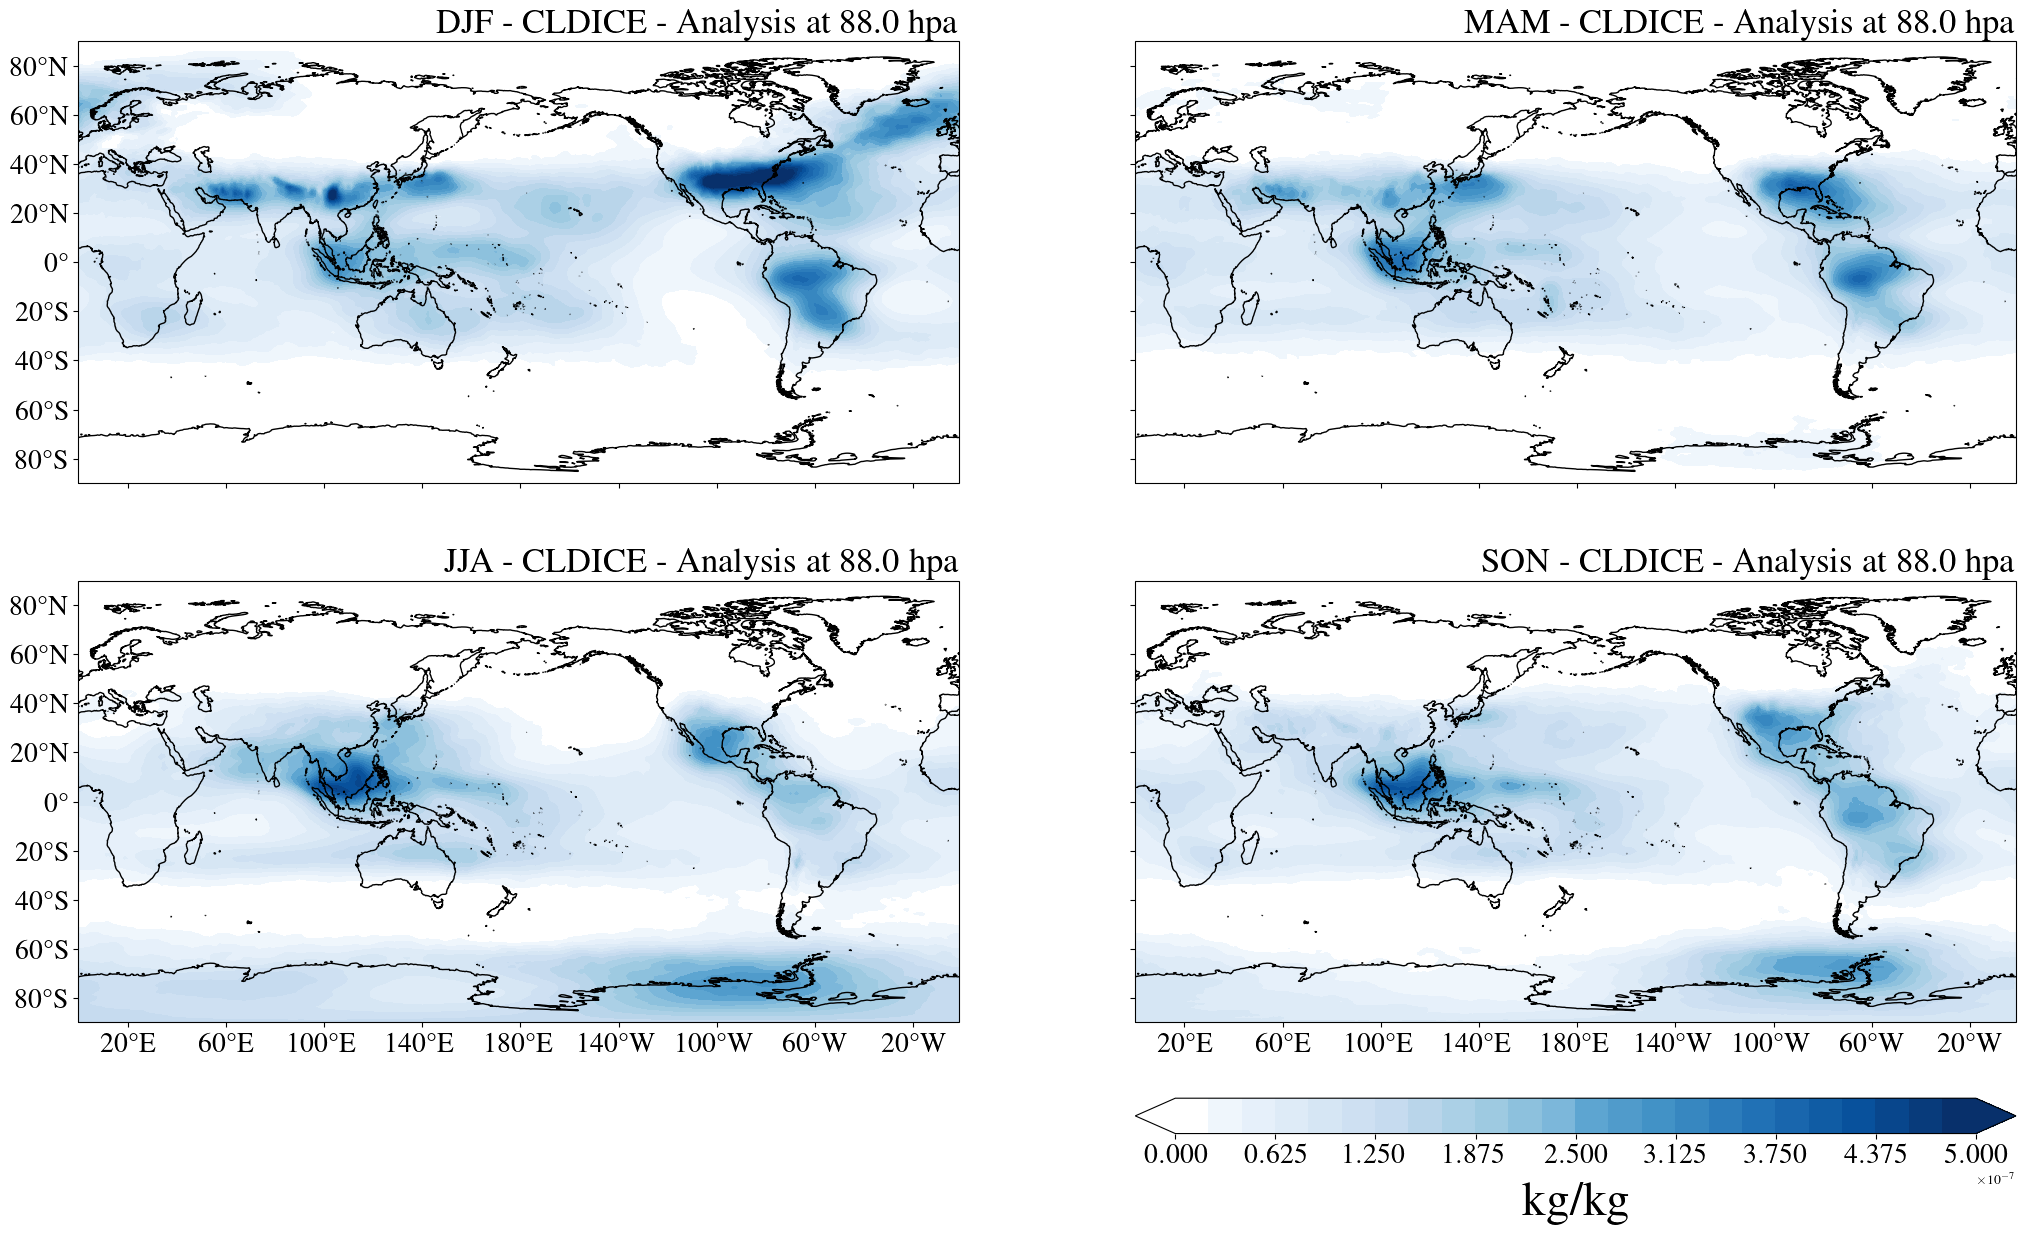 DJF - CLDICE - Analysis at 88.0 hpa
MAM - CLDICE - Analysis at 88.0 hpa
80°N
60°N
40°N
20°N
0°
20°S
40°S
60°S
80°S
JJA - CLDICE - Analysis at 88.0 hpa
SON - CLDICE - Analysis at 88.0 hpa
80°N
60°N
40°N
20°N
0°
20°S
40°S
60°S
80°S
20°E 60°E 100°E 140°E 180°E 140°W 100°W 60°W 20°W
20°E 60°E 100°E 140°E 180°E 140°W 100°W 60°W 20°W
0.000 0.625 1.250 1.875 2.500 3.125 3.750 4.375 5.000
×10⁻⁷
kg/kg